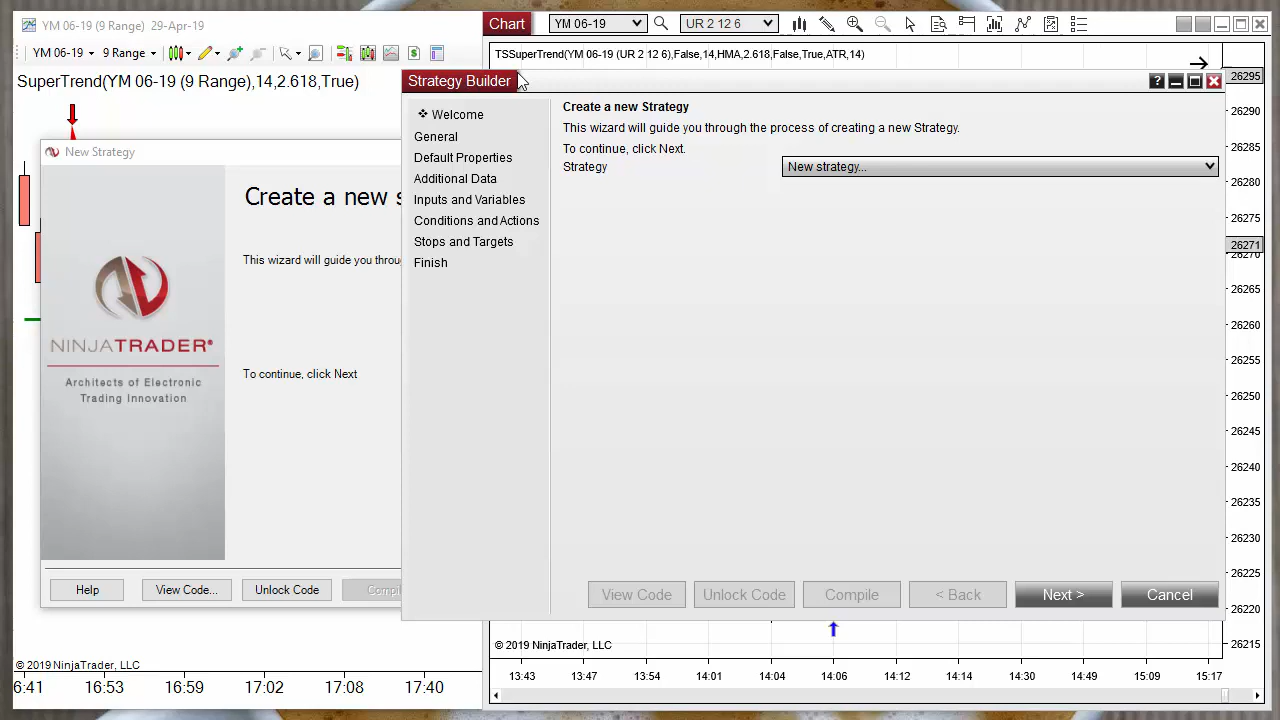 YM 06-19 (9 Range) 29-Apr-19
YM 06-19 9 Range
SuperTrend(YM 06-19 (9 Range),14,2.618,True)
New Strategy
Create a new s
This wizard will guide you throu
NINJATRADER®
Architects of Electronic
Trading Innovation
To continue, click Next
Help View Code... Unlock Code Compi
© 2019 NinjaTrader, LLC
6:41 16:53 16:59 17:02 17:08 17:40
Chart YM 06-19 UR 2 12 6
TSSuperTrend(YM 06-19 (UR 2 12 6),False,14,HMA,2.618,False,True,ATR,14)
Strategy Builder
?
Welcome
General
Default Properties
Additional Data
Inputs and Variables
Conditions and Actions
Stops and Targets
Finish
Create a new Strategy
This wizard will guide you through the process of creating a new Strategy.
To continue, click Next.
Strategy New strategy...
View Code Unlock Code Compile < Back Next > Cancel
26295
26290
26285
26280
26275
26271
26270
26265
26260
26255
26250
26245
26240
26235
26230
26225
26220
26215
© 2019 NinjaTrader, LLC
13:43 13:47 13:54 14:01 14:04 14:06 14:12 14:14 14:36 14:49 15:09 15:17